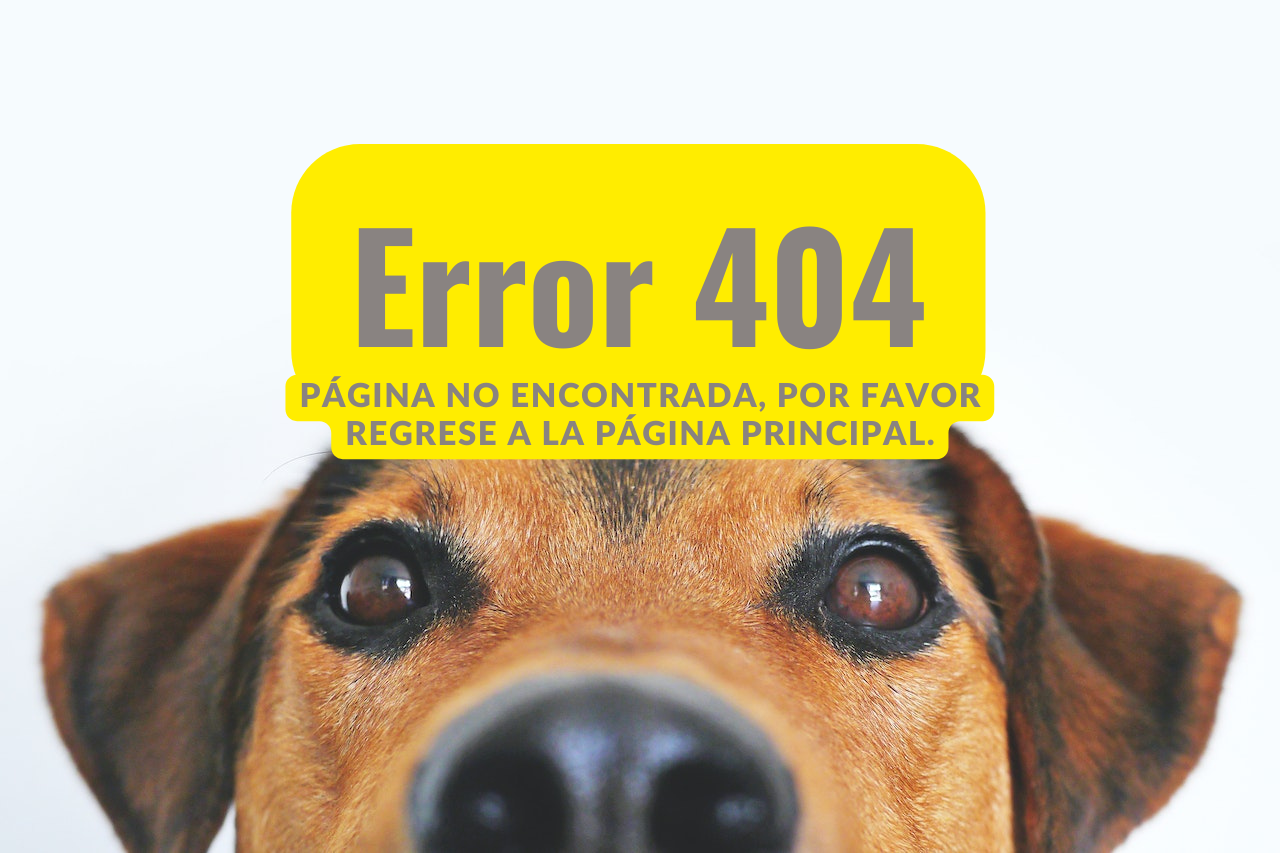 Error 404
PÁGINA NO ENCONTRADA, POR FAVOR
REGRESE A LA PÁGINA PRINCIPAL.